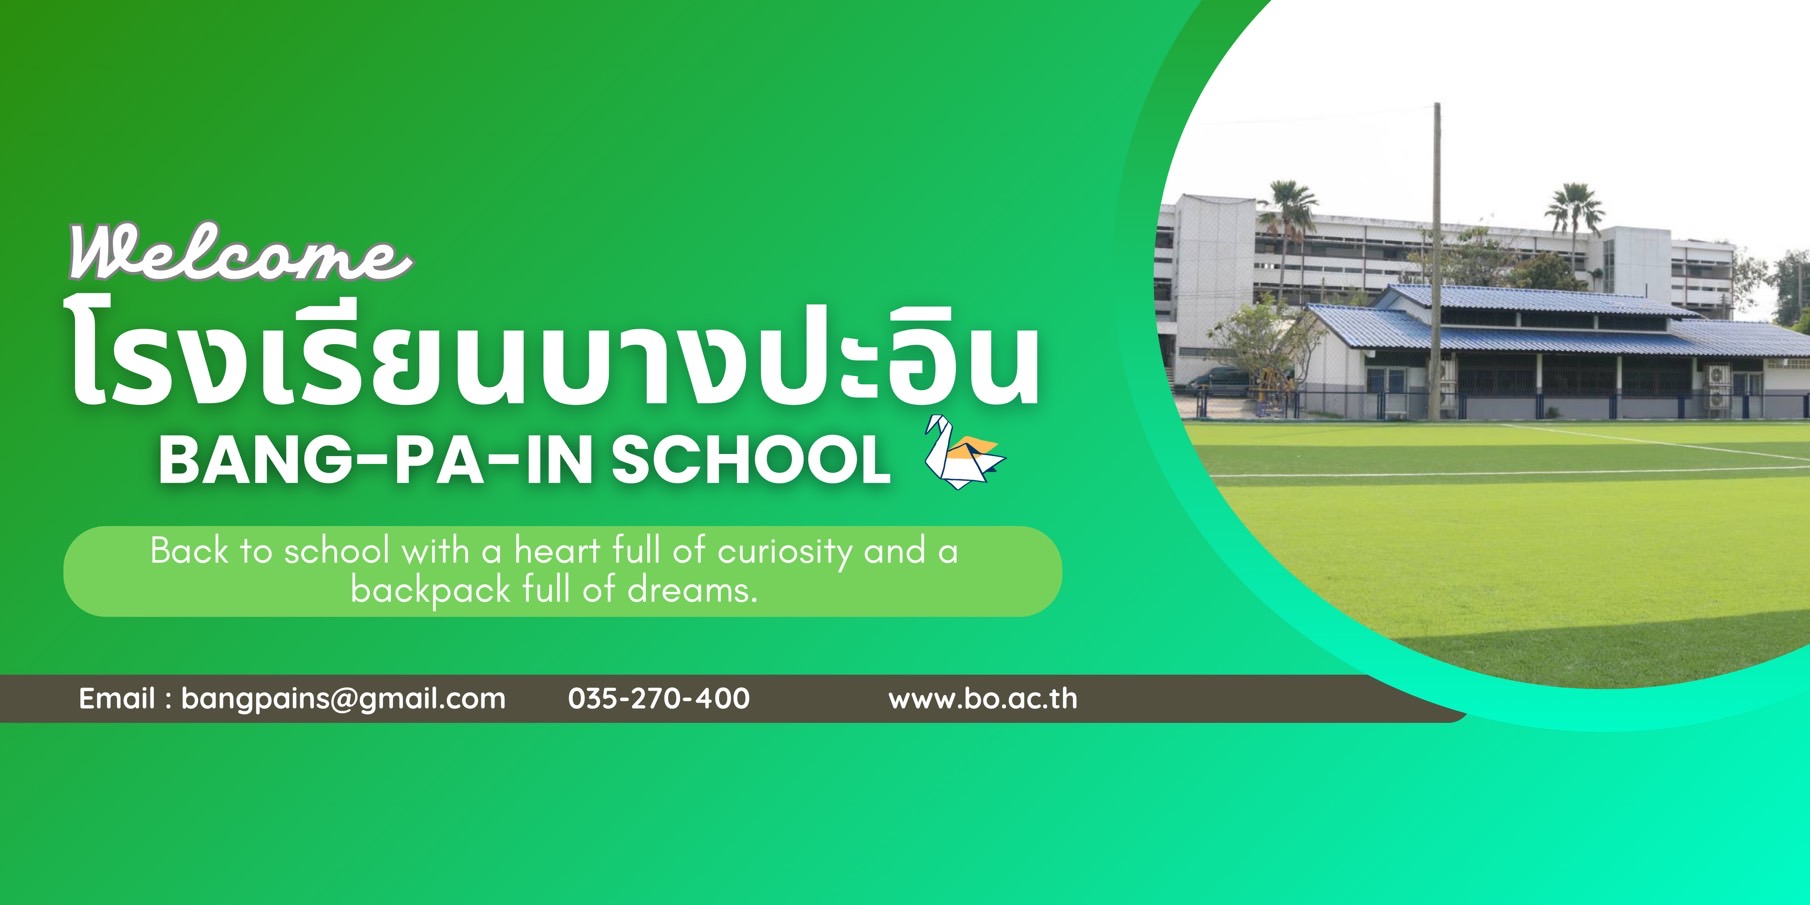 Welcome
โรงเรียนบางปะอิน
BANG-PA-IN SCHOOL
Back to school with a heart full of curiosity and a
backpack full of dreams.
Email : bangpains@gmail.com 035-270-400 www.bo.ac.th